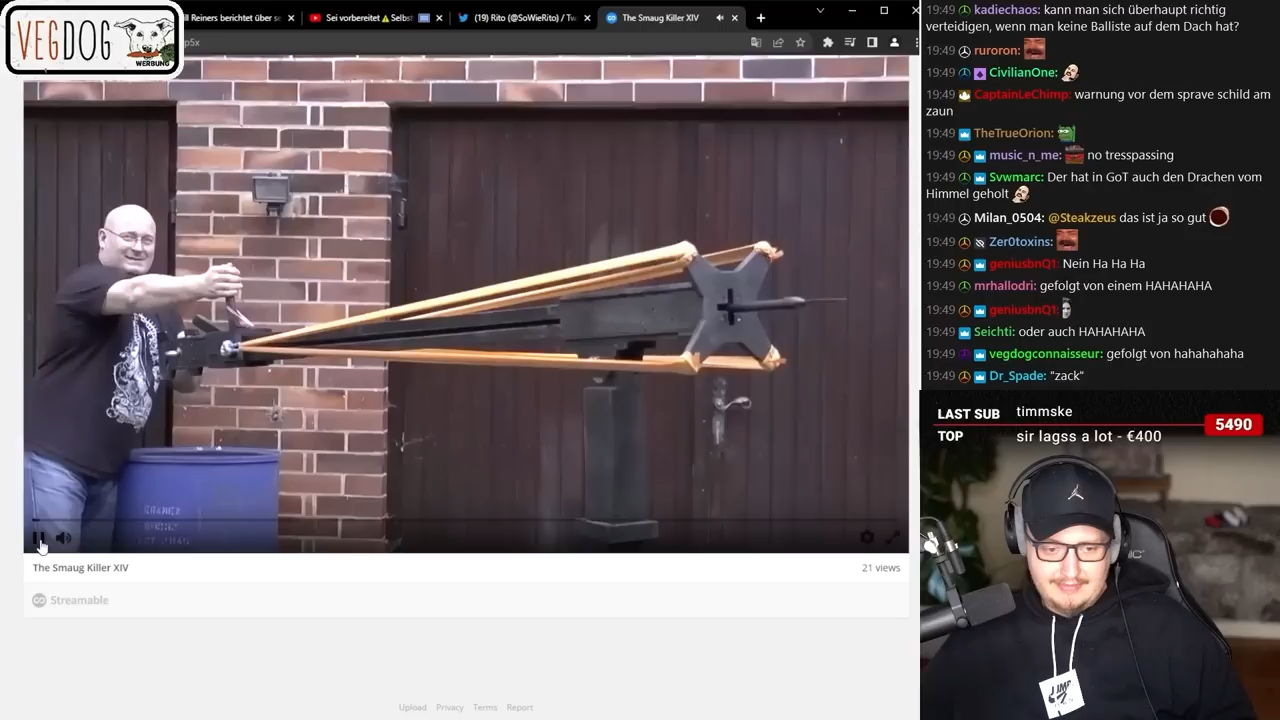 VEGDOG
WERBUNG
ll Reiners berichtet über se
Sei vorbereitet ⚠ Selbst
(19) Rito (@SoWieRito) / Tw
The Smaug Killer XIV
p5x
The Smaug Killer XIV
21 views
Streamable
Upload Privacy Terms Report
19:49 kadiechaos: kann man sich überhaupt richtig
verteidigen, wenn man keine Balliste auf dem Dach hat?
19:49 ruroron:
19:49 CivilianOne:
19:49 CaptainLeChimp: warnung vor dem sprave schild am
zaun
19:49 TheTrueOrion:
19:49 music_n_me: no tresspassing
19:49 Svwmarc: Der hat in GoT auch den Drachen vom
Himmel geholt
19:49 Milan_0504: @Steakzeus das ist ja so gut
19:49 Zer0toxins:
19:49 geniusbnQ1: Nein Ha Ha Ha
19:49 mrhallodri: gefolgt von einem HAHAHAHA
19:49 geniusbnQ1:
19:49 Seichti: oder auch HAHAHAHA
19:49 vegdogconnaisseur: gefolgt von hahahahaha
19:49 Dr_Spade: "zack"
LAST SUB timmske
TOP sir lagss a lot - €400
5490